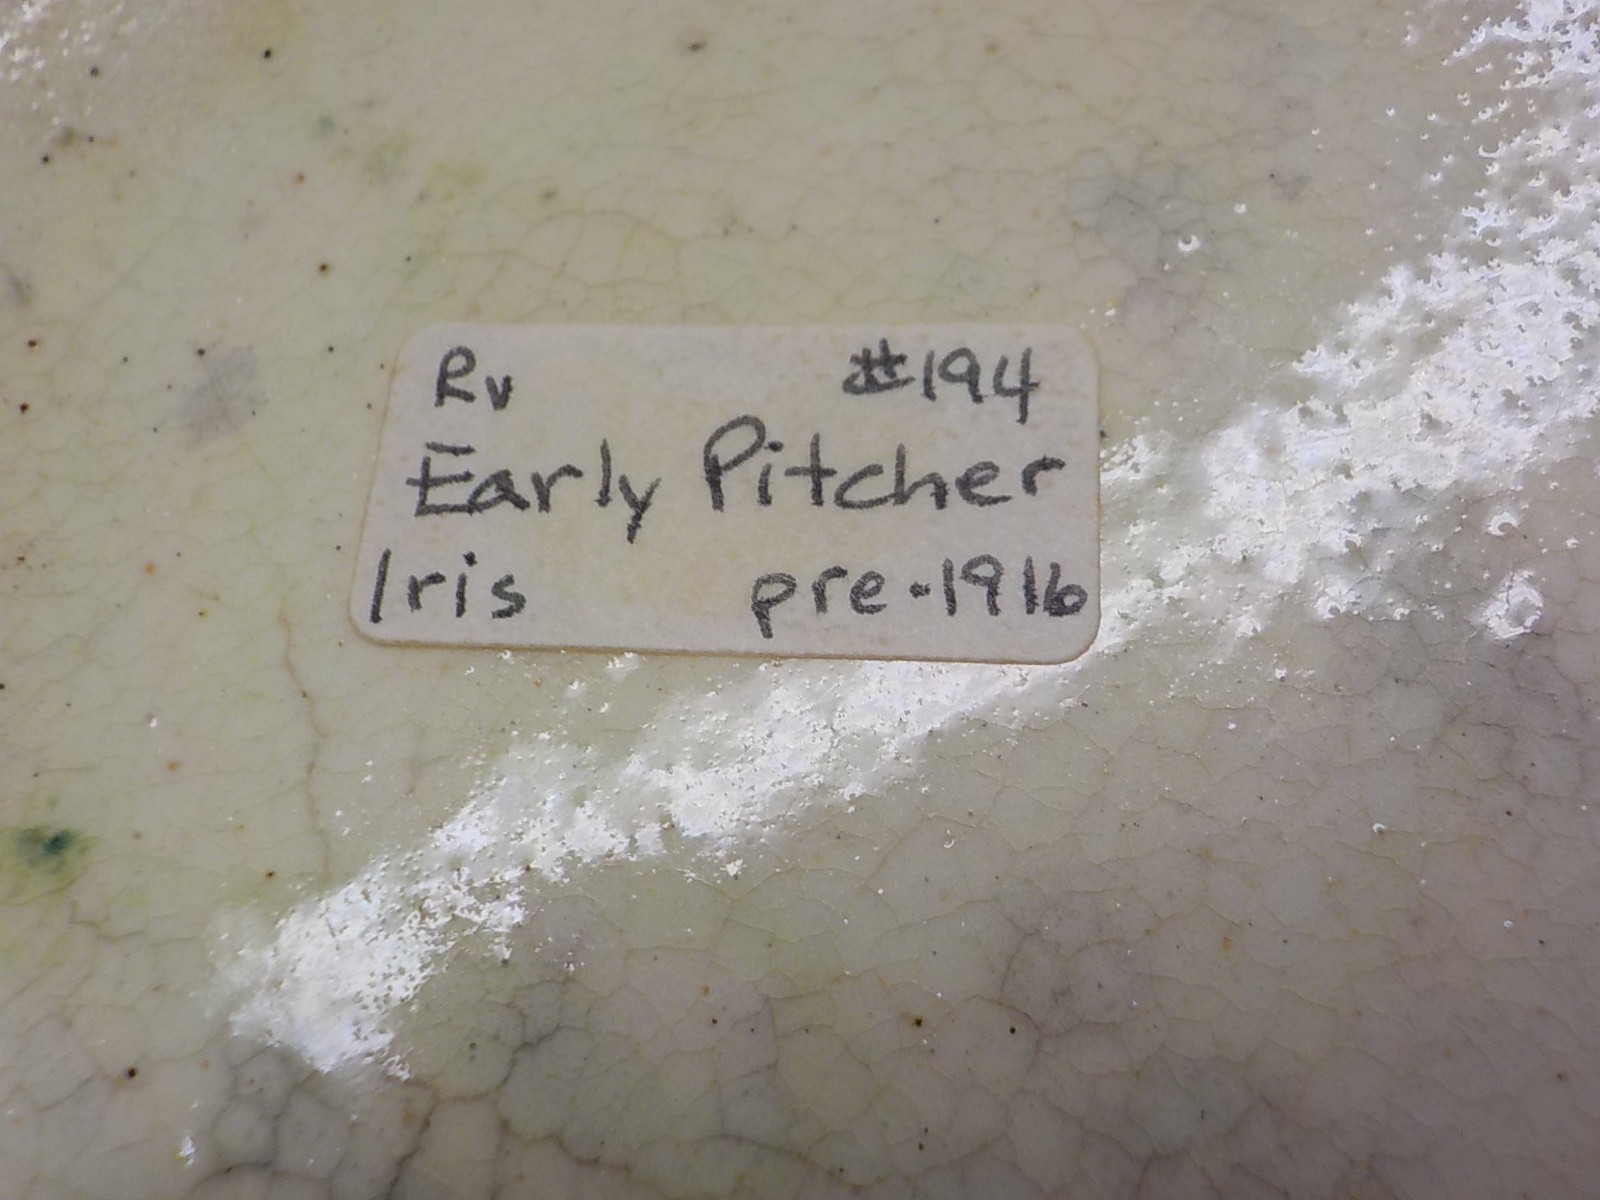 Rv #194
Early Pitcher
Iris pre-1916